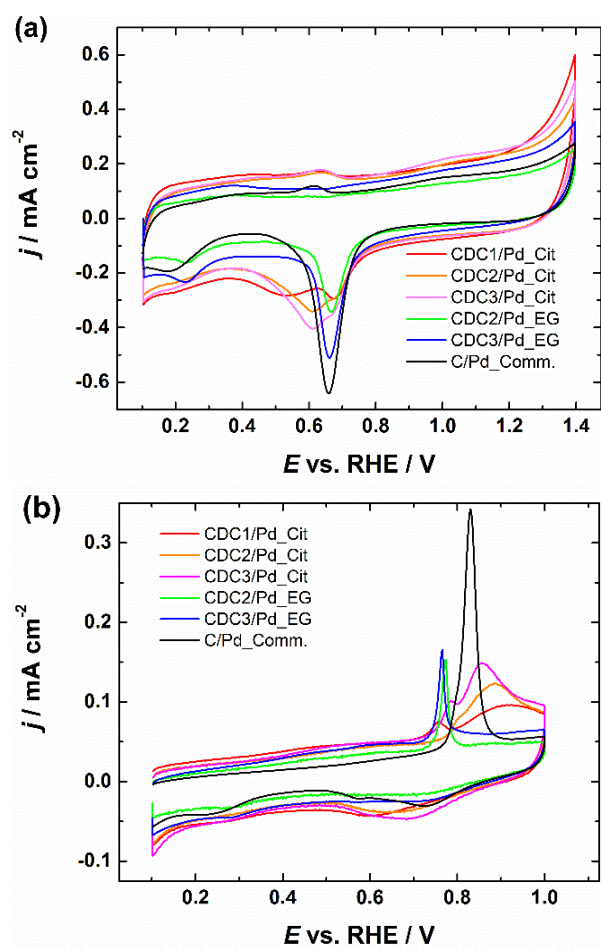 (a)
0.6
0.4
0.2
0.0
-0.2
-0.4
-0.6
j / mA cm-2
CDC1/Pd_Cit
CDC2/Pd_Cit
CDC3/Pd_Cit
CDC2/Pd_EG
CDC3/Pd_EG
C/Pd_Comm.
0.2 0.4 0.6 0.8 1.0 1.2 1.4
E vs. RHE / V
(b)
0.3
0.2
0.1
0.0
-0.1
j / mA cm-2
CDC1/Pd_Cit
CDC2/Pd_Cit
CDC3/Pd_Cit
CDC2/Pd_EG
CDC3/Pd_EG
C/Pd_Comm.
0.2 0.4 0.6 0.8 1.0
E vs. RHE / V